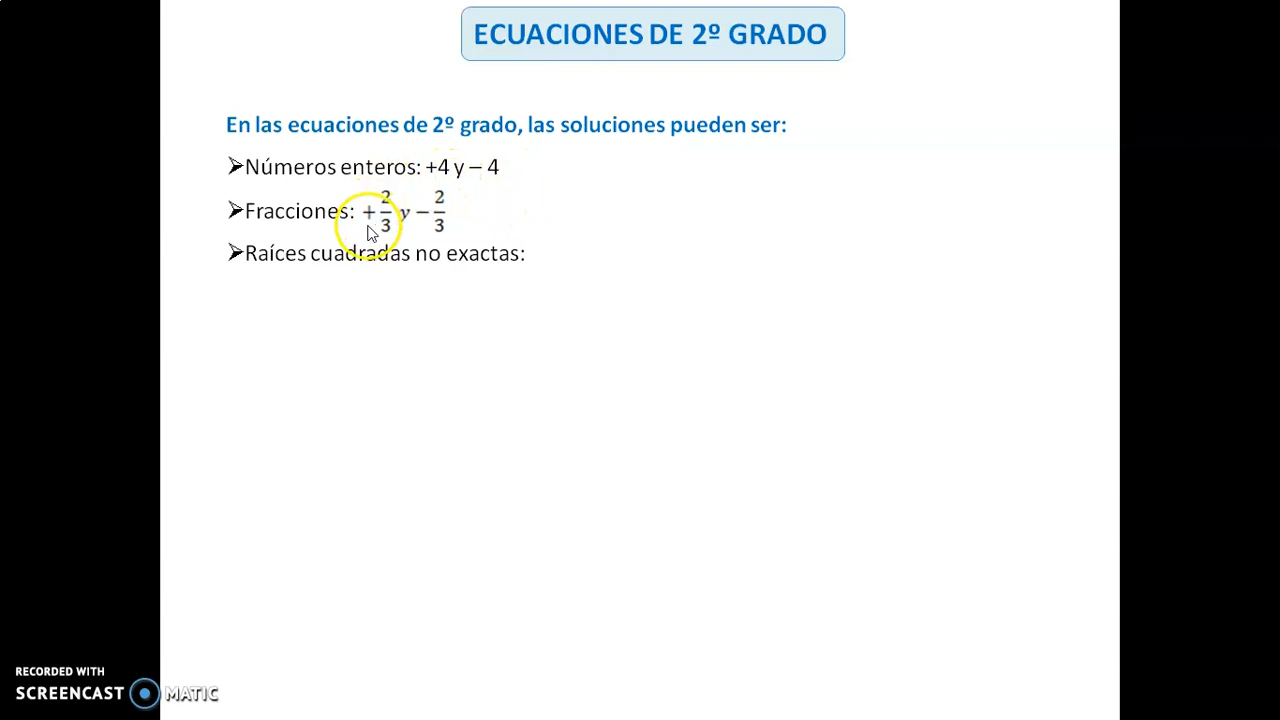 ECUACIONES DE 2º GRADO
En las ecuaciones de 2º grado, las soluciones pueden ser:
➢Números enteros: +4 y – 4
➢Fracciones: +2/3 y −2/3
➢Raíces cuadradas no exactas:
RECORDED WITH
SCREENCAST MATIC